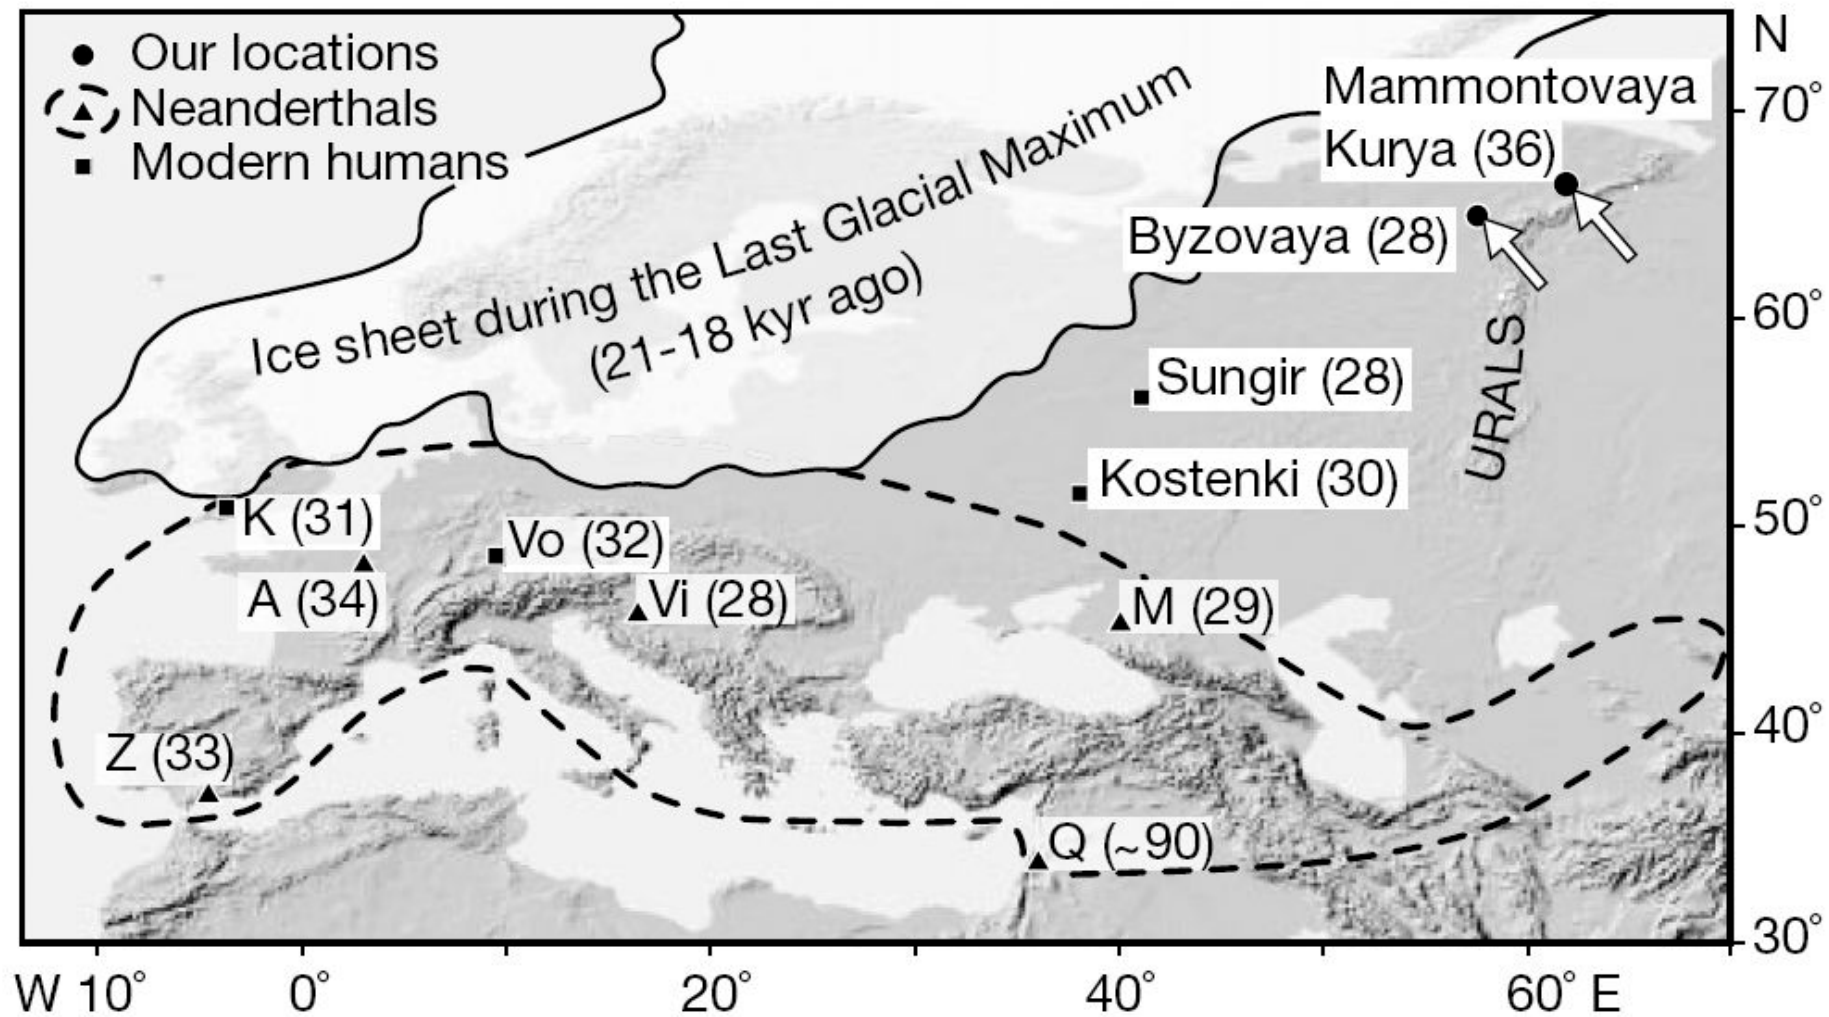 Our locations
Neanderthals
Modern humans
Ice sheet during the Last Glacial Maximum
(21-18 kyr ago)
Mammontovaya
Kurya (36)
Byzovaya (28)
URALS
Sungir (28)
Kostenki (30)
K (31)
Vo (32)
A (34)
Vi (28)
M (29)
Z (33)
Q (~90)
N
70°
60°
50°
40°
30°
W 10° 0° 20° 40° 60° E